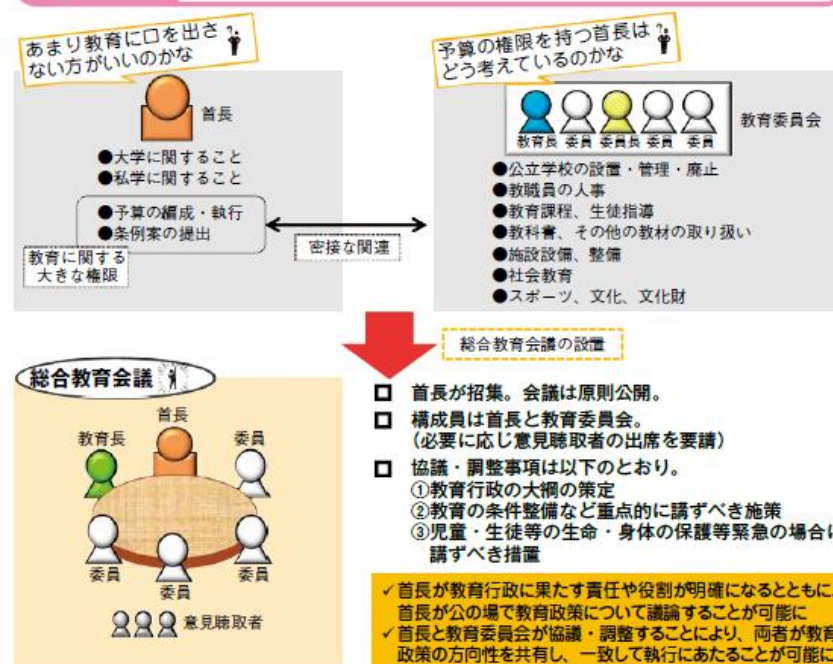 あまり教育に口を出さ
ない方がいいのかな
首長
●大学に関すること
●私学に関すること
●予算の編成・執行
●条例案の提出
教育に関する
大きな権限
密接な関連
予算の権限を持つ首長は
どう考えているのかな
教育長 委員 委員長 委員 委員
教育委員会
●公立学校の設置・管理・廃止
●教職員の人事
●教育課程、生徒指導
●教科書、その他の教材の取り扱い
●施設設備、整備
●社会教育
●スポーツ、文化、文化財
総合教育会議の設置
総合教育会議
首長
教育長
委員
委員
委員
委員
意見聴取者
□ 首長が招集。会議は原則公開。
□ 構成員は首長と教育委員会。
(必要に応じ意見聴取者の出席を要請)
□ 協議・調整事項は以下のとおり。
①教育行政の大綱の策定
②教育の条件整備など重点的に講ずべき施策
③児童・生徒等の生命・身体の保護等緊急の場合に
講ずべき措置
✓首長が教育行政に果たす責任や役割が明確になるとともに、
首長が公の場で教育政策について議論することが可能に
✓首長と教育委員会が協議・調整することにより、両者が教育
政策の方向性を共有し、一致して執行にあたることが可能に